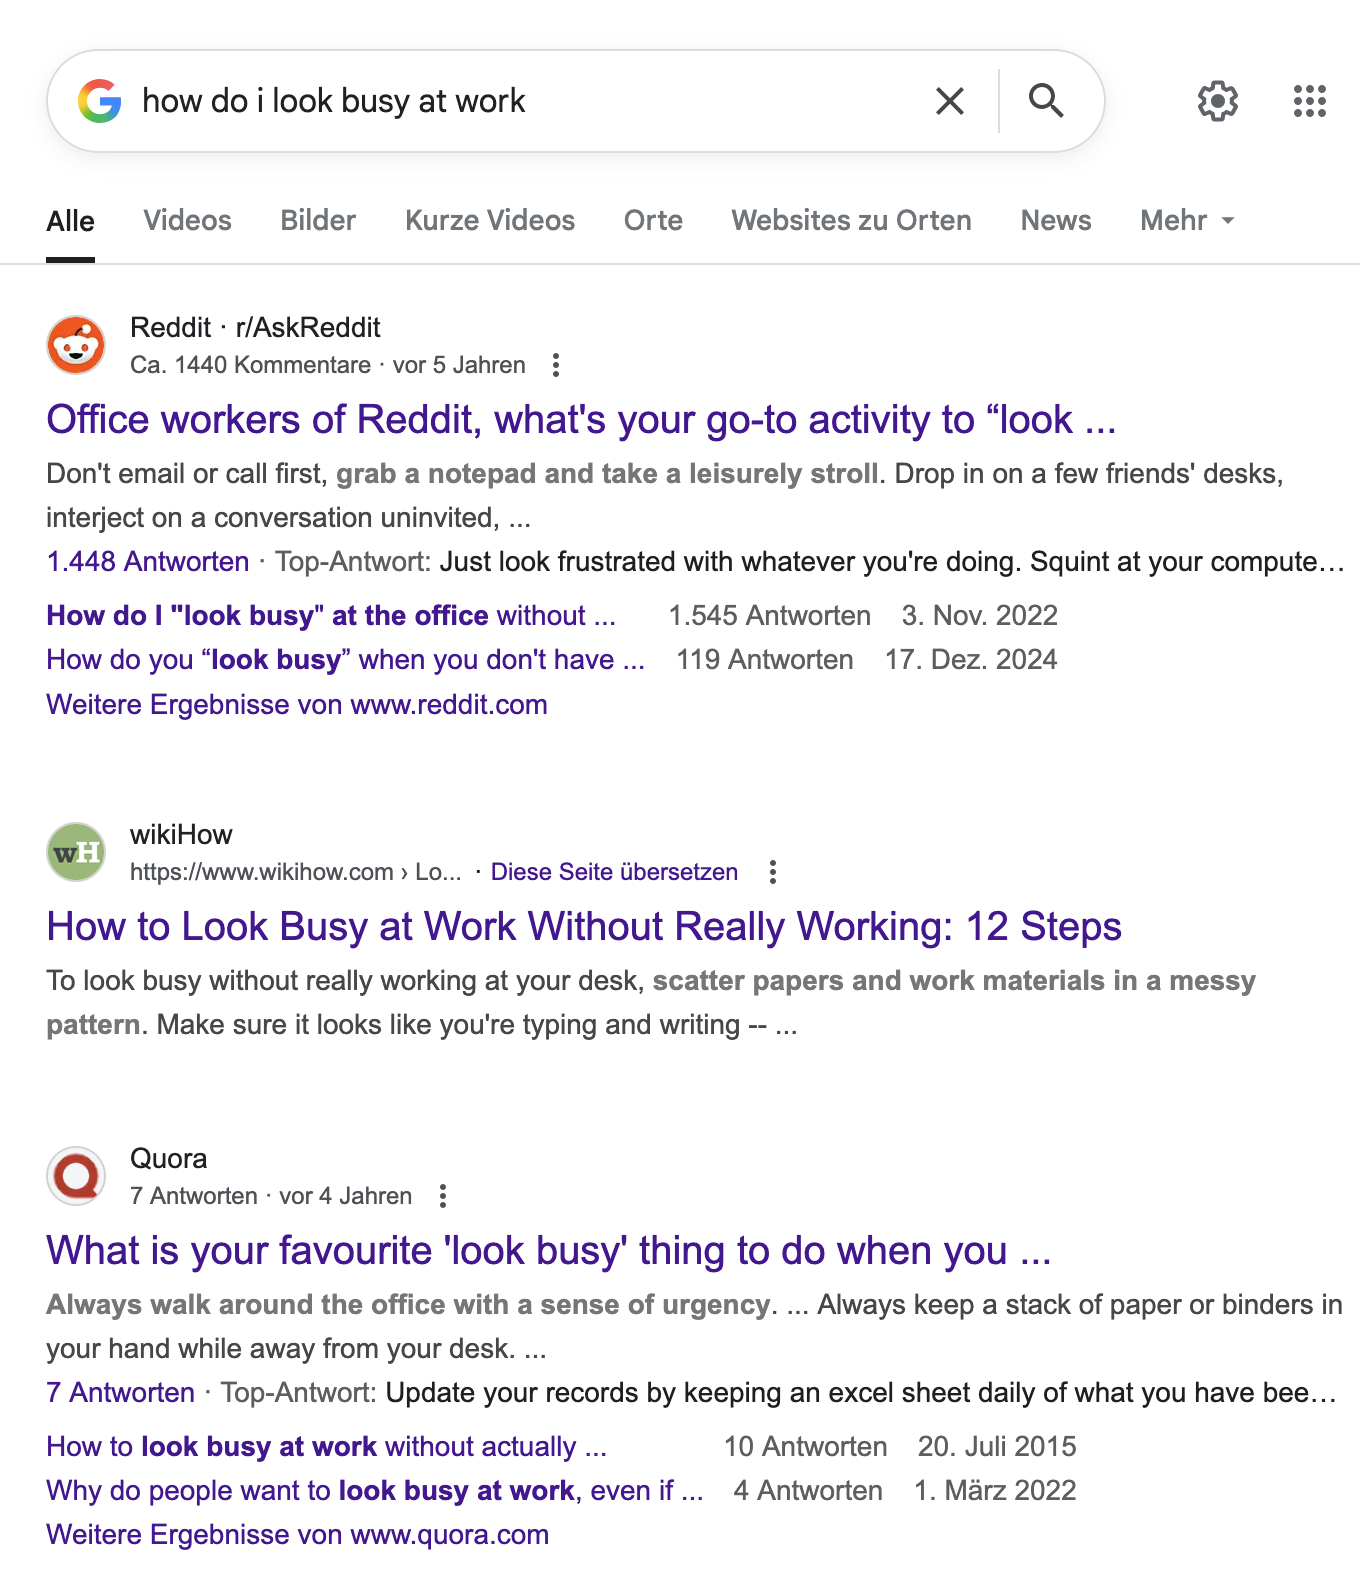 how do i look busy at work
Alle Videos Bilder Kurze Videos Orte Websites zu Orten News Mehr
Reddit · r/AskReddit
Ca. 1440 Kommentare · vor 5 Jahren
Office workers of Reddit, what's your go-to activity to “look ...
Don't email or call first, grab a notepad and take a leisurely stroll. Drop in on a few friends' desks,
interject on a conversation uninvited, ...
1.448 Antworten · Top-Antwort: Just look frustrated with whatever you're doing. Squint at your compute…
How do I "look busy" at the office without ... 1.545 Antworten 3. Nov. 2022
How do you “look busy” when you don't have ... 119 Antworten 17. Dez. 2024
Weitere Ergebnisse von www.reddit.com
wH
wikiHow
https://www.wikihow.com › Lo... · Diese Seite übersetzen
How to Look Busy at Work Without Really Working: 12 Steps
To look busy without really working at your desk, scatter papers and work materials in a messy
pattern. Make sure it looks like you're typing and writing -- ...
Quora
7 Antworten · vor 4 Jahren
What is your favourite 'look busy' thing to do when you ...
Always walk around the office with a sense of urgency. ... Always keep a stack of paper or binders in
your hand while away from your desk. ...
7 Antworten · Top-Antwort: Update your records by keeping an excel sheet daily of what you have bee…
How to look busy at work without actually ... 10 Antworten 20. Juli 2015
Why do people want to look busy at work, even if ... 4 Antworten 1. März 2022
Weitere Ergebnisse von www.quora.com